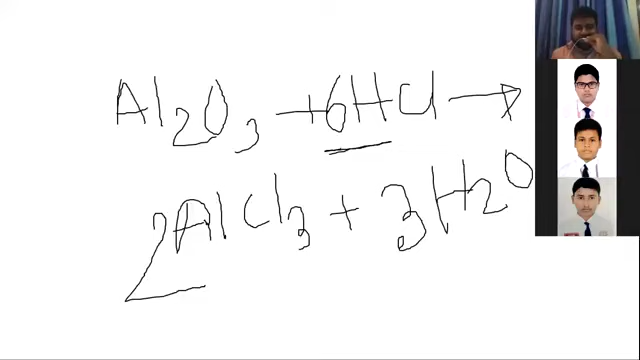 Al2O3 + 6HCl →
2AlCl3 + 3H2O